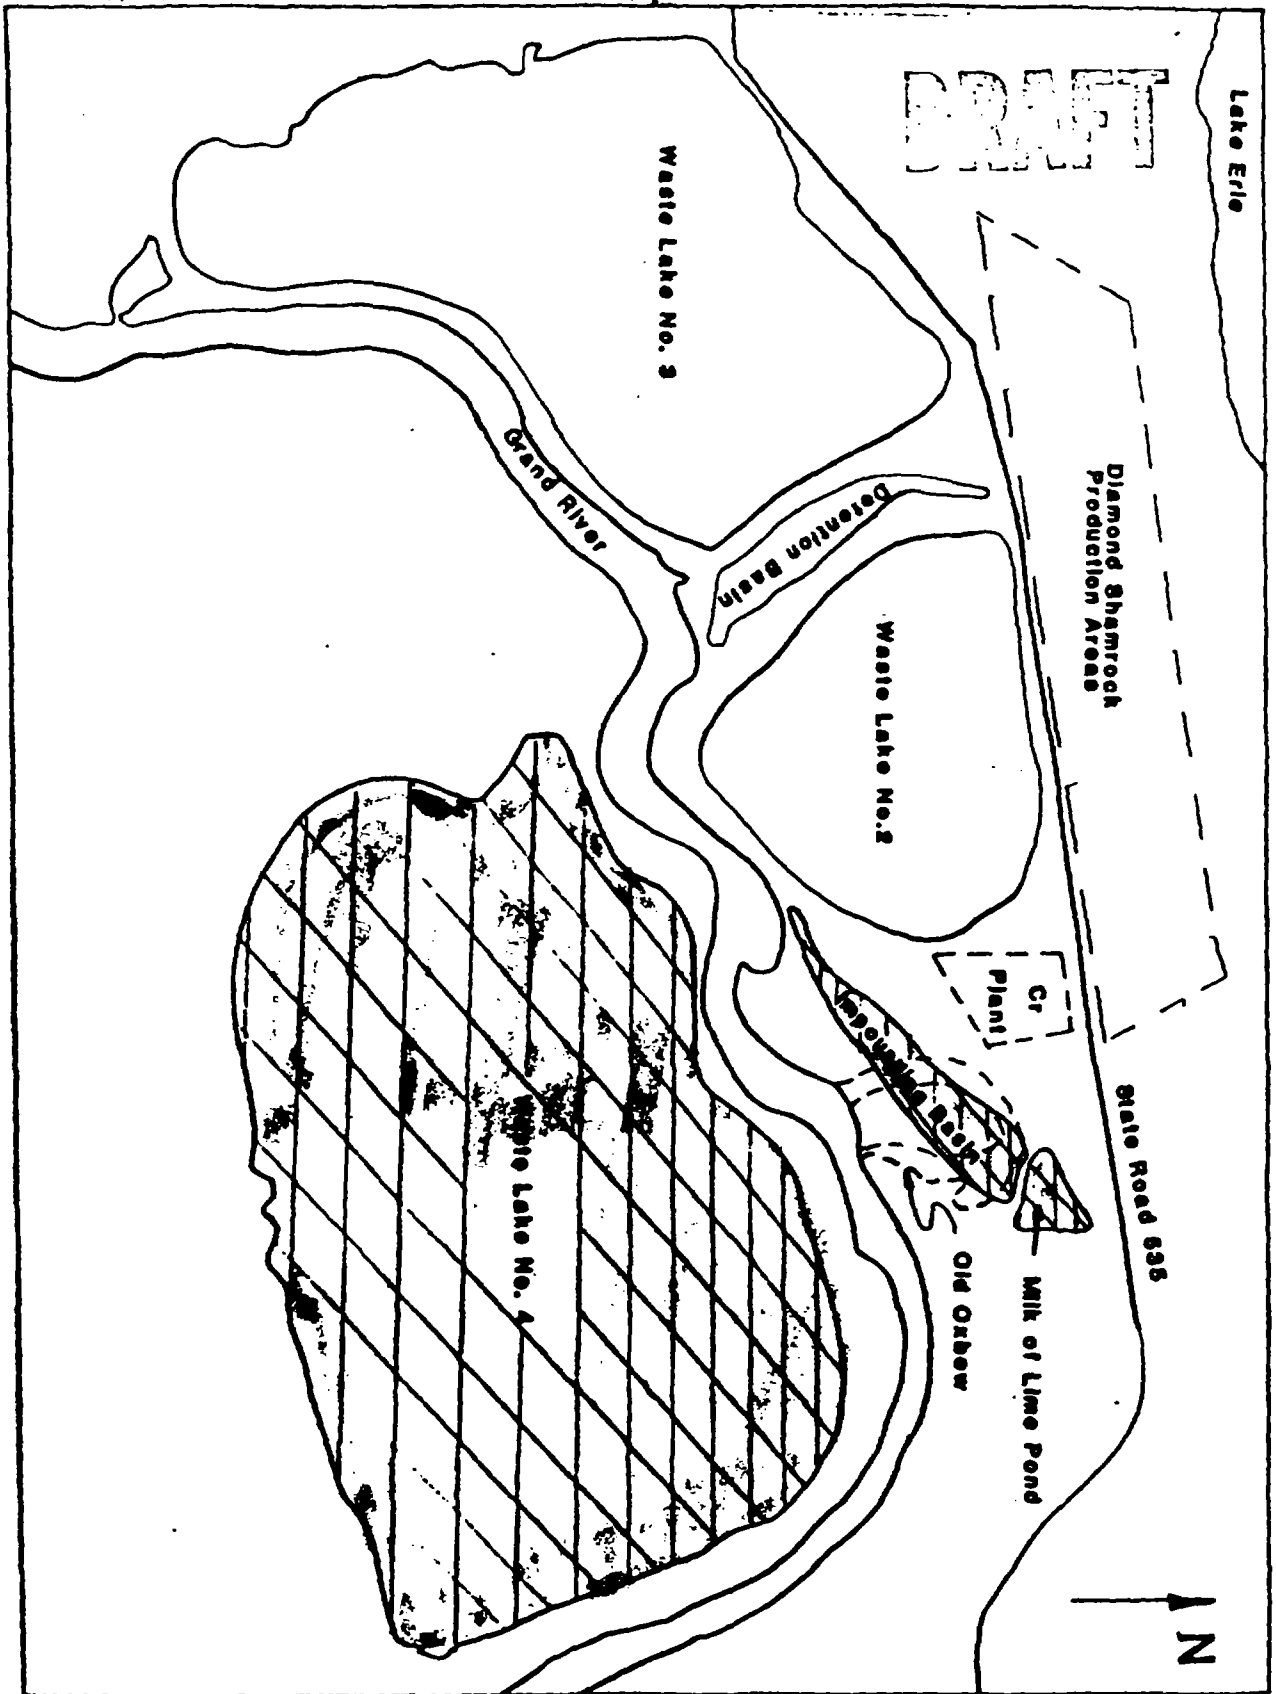 Lake Erie
DRAFT
Diamond Shamrock
Production Areas
State Road 535
N
Cr
Plant
Milk of Lime Pond
Old Oxbow
Impounding Basin
Waste Lake No.2
Detention Basin
Waste Lake No. 3
Grand River
Waste Lake No. 4